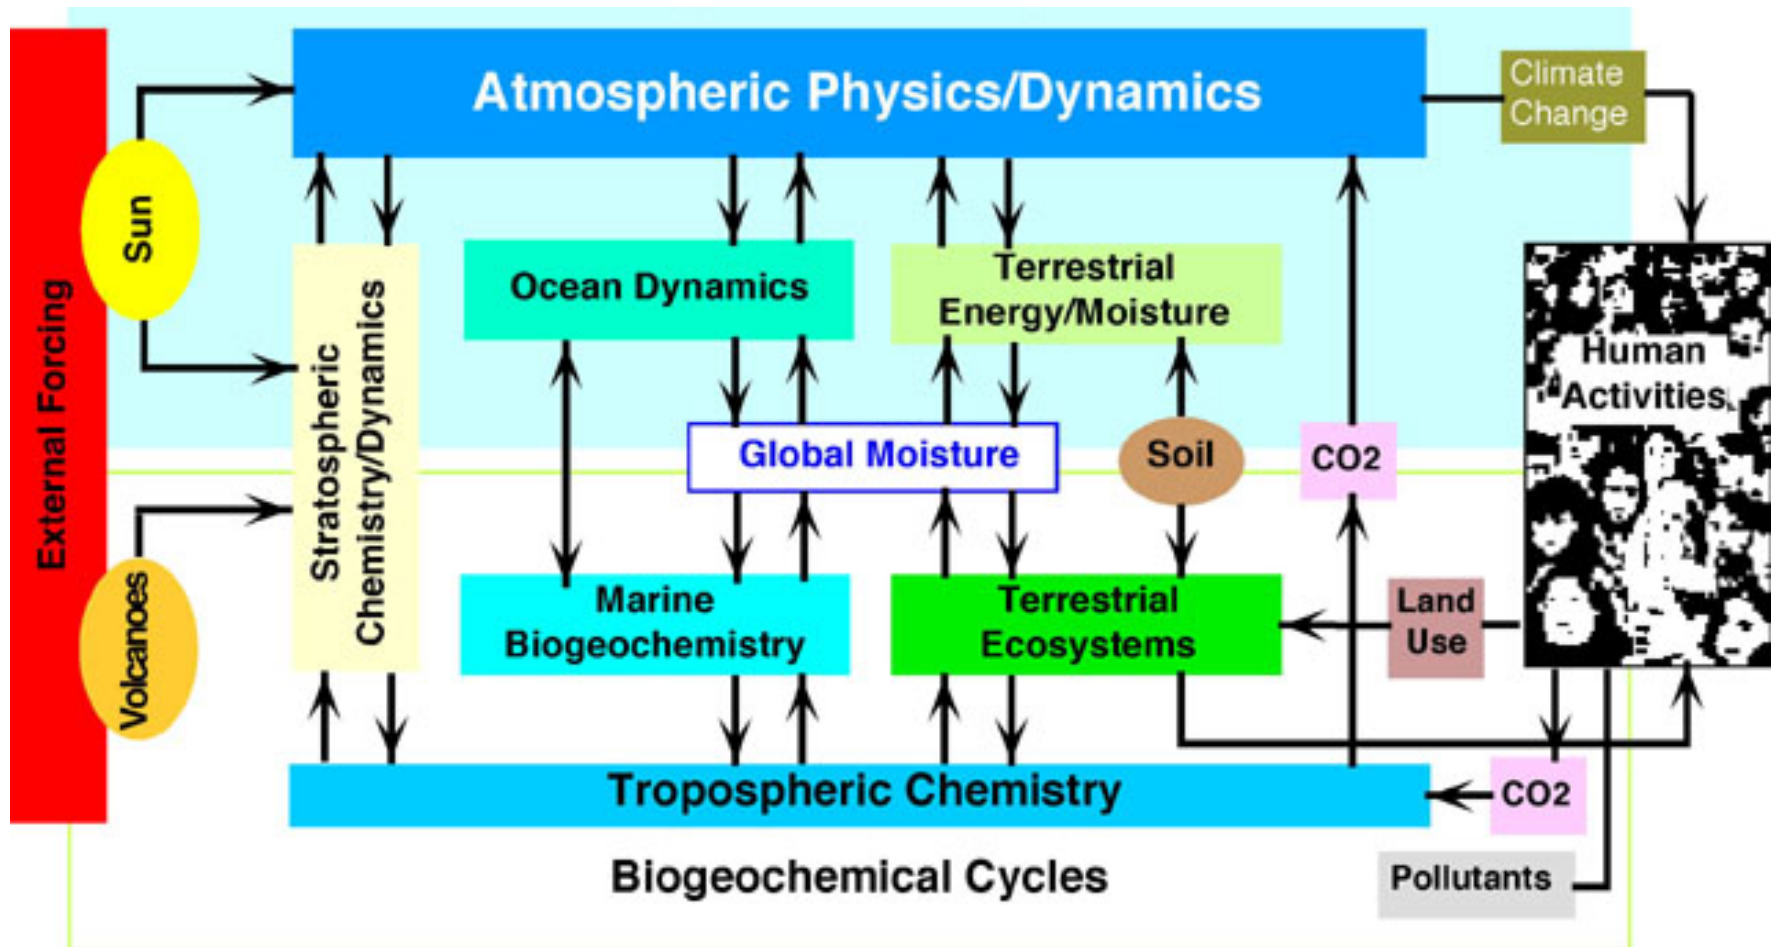 Atmospheric Physics/Dynamics
Climate
Change
External Forcing
Sun
Volcanoes
Stratospheric
Chemistry/Dynamics
Ocean Dynamics
Terrestrial
Energy/Moisture
Human
Activities
Global Moisture
Soil
CO2
Marine
Biogeochemistry
Terrestrial
Ecosystems
Land
Use
Tropospheric Chemistry
CO2
Biogeochemical Cycles
Pollutants